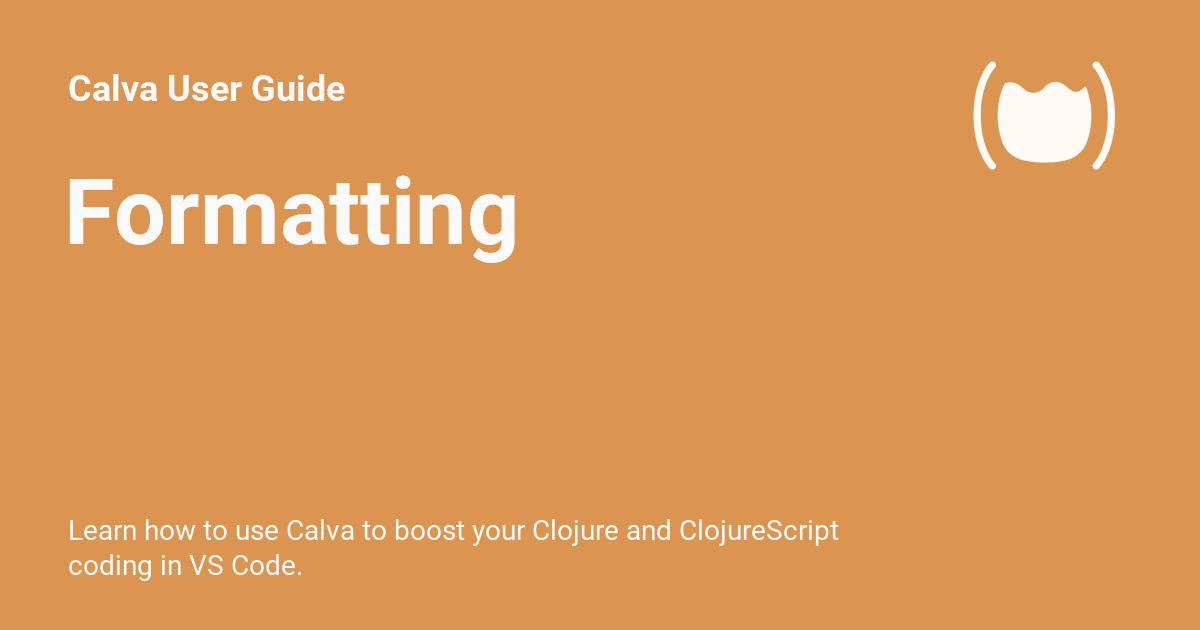 Calva User Guide
Formatting
Learn how to use Calva to boost your Clojure and ClojureScript
coding in VS Code.